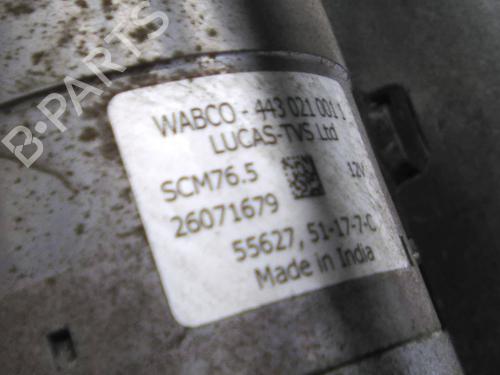 WABCO - 443 021 001 1
LUCAS-TVS Ltd
SCM76.5
12V
26071679
55627, 51-17-7-C
Made in India